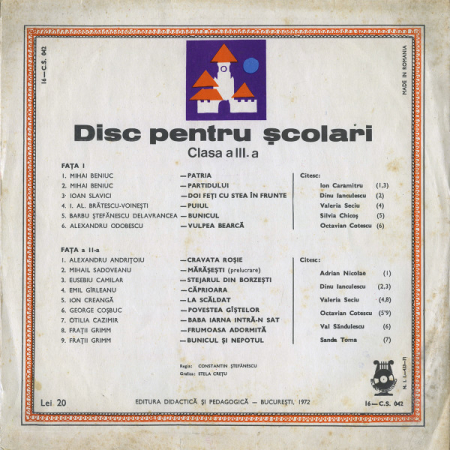 16—C.S. 042
MADE IN ROMANIA
Disc pentru școlari
Clasa a III.a
FAȚA I
Citesc:
1. MIHAI BENIUC —PATRIA
2. MIHAI BENIUC —PARTIDULUI Ion Caramitru (1,3)
3. IOAN SLAVICI —DOI FEȚI CU STEA ÎN FRUNTE Dinu Ianculescu (2)
4. I. AL. BRĂTESCU-VOINEȘTI —PUIUL Valeria Seciu (4)
5. BARBU ȘTEFĂNESCU DELAVRANCEA —BUNICUL Silvia Chicoș (5)
6. ALEXANDRU ODOBESCU —VULPEA BEARCĂ Octavian Cotescu (6)
FAȚA a II-a
Citesc:
1. ALEXANDRU ANDRIȚOIU —CRAVATA ROȘIE
2. MIHAIL SADOVEANU —MĂRĂȘEȘTI (prelucrare) Adrian Nicolae (1)
3. EUSEBIU CAMILAR —STEJARUL DIN BORZEȘTI
4. EMIL GÎRLEANU —CĂPRIOARA Dinu Ianculescu (2,3)
5. ION CREANGĂ —LA SCĂLDAT Valeria Seciu (4,8)
6. GEORGE COȘBUC —POVESTEA GÎȘTELOR Octavian Cotescu (5'9)
7. OTILIA CAZIMIR —BABA IARNA INTRĂ-N SAT Val Săndulescu (6)
8. FRAȚII GRIMM —FRUMOASA ADORMITĂ
9. FRAȚII GRIMM —BUNICUL ȘI NEPOTUL Sanda Toma (7)
Regia: CONSTANTIN ȘTEFĂNESCU
Grafica: STELA CREȚU
Lei. 20
EDITURA DIDACTICĂ ȘI PEDAGOGICĂ — BUCUREȘTI, 1972
16—C.S. 042